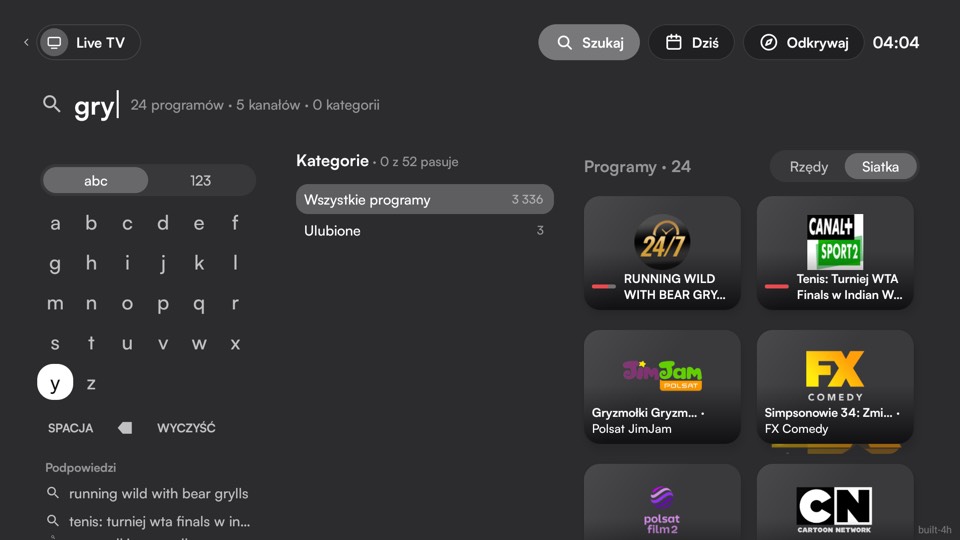 Live TV
Szukaj
Dziś
Odkrywaj
04:04
gry
24 programów · 5 kanałów · 0 kategorii
abc
123
a b c d e f
g h i j k l
m n o p q r
s t u v w x
y z
SPACJA
WYCZYŚĆ
Podpowiedzi
running wild with bear grylls
tenis: turniej wta finals w in...
Kategorie · 0 z 52 pasuje
Wszystkie programy 3 336
Ulubione 3
Programy · 24
Rzędy
Siatka
24/7
RUNNING WILD
WITH BEAR GRY...
CANAL+
SPORT2
Tenis: Turniej WTA
Finals w Indian W...
JimJam
POLSAT
Gryzmołki Gryzm... ·
Polsat JimJam
FX
COMEDY
Simpsonowie 34: Zmi... ·
FX Comedy
polsat
film 2
CN
CARTOON NETWORK
built-4h